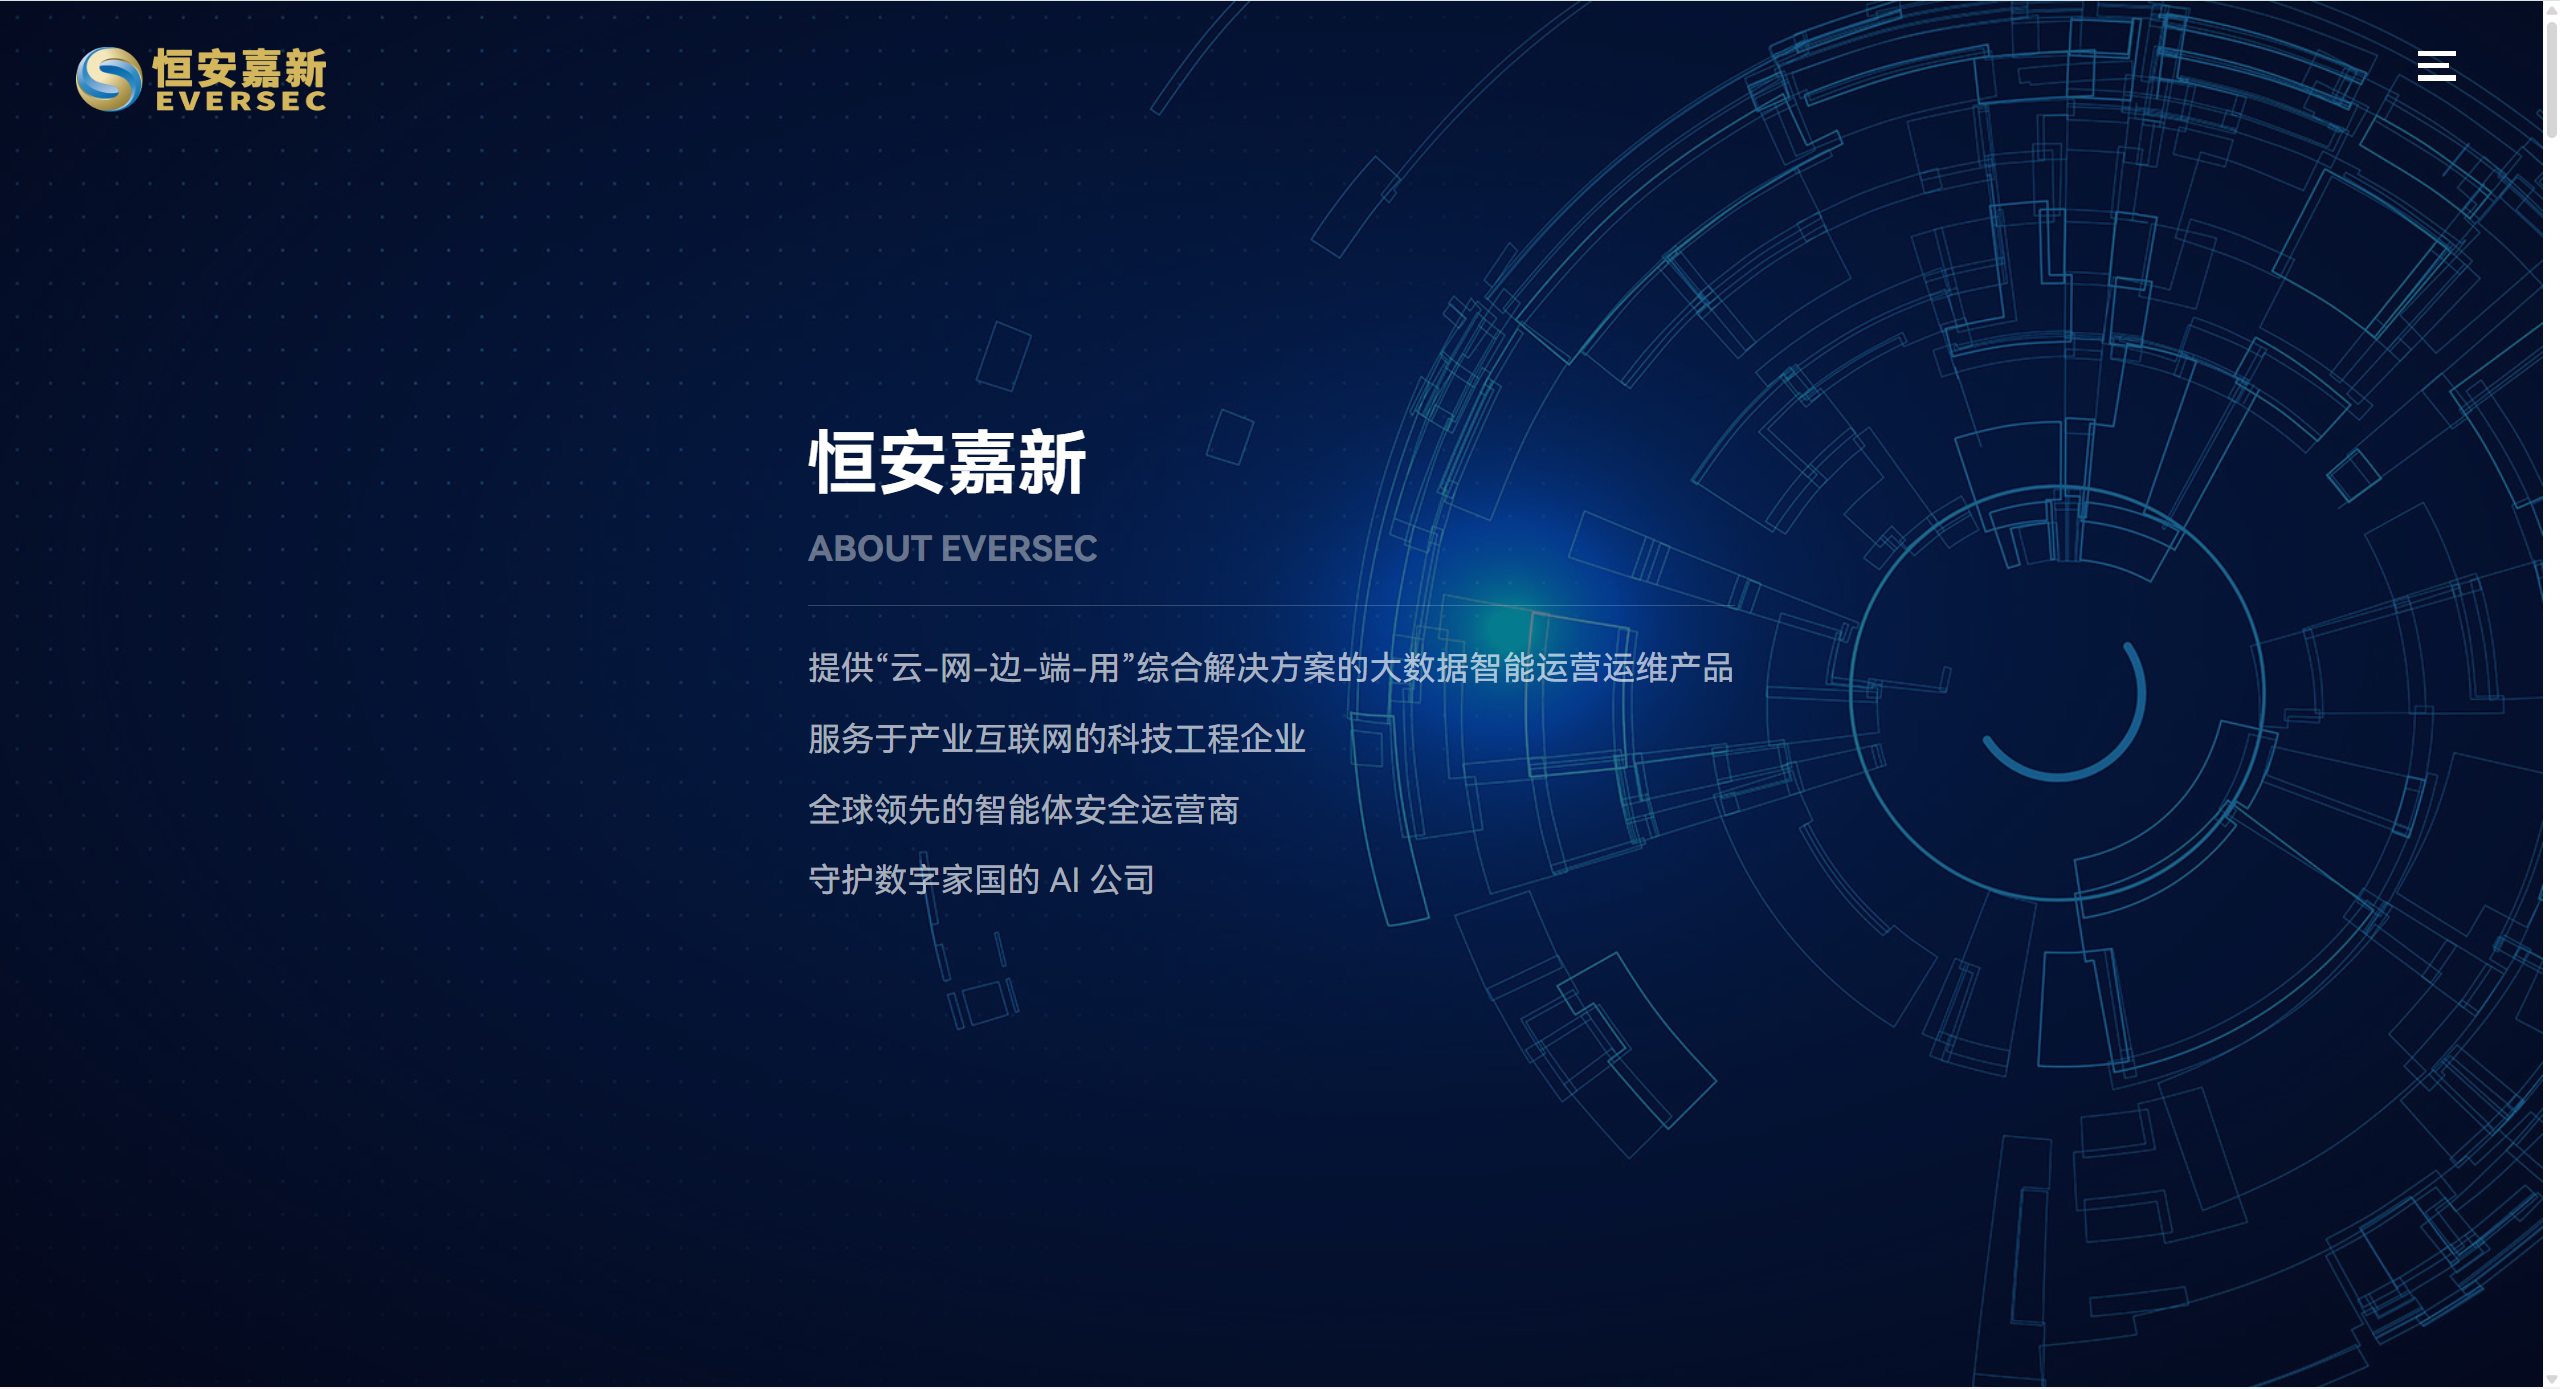 恒安嘉新
EVERSEC
恒安嘉新
ABOUT EVERSEC
提供“云-网-边-端-用”综合解决方案的大数据智能运营运维产品
服务于产业互联网的科技工程企业
全球领先的智能体安全运营商
守护数字家国的 AI 公司